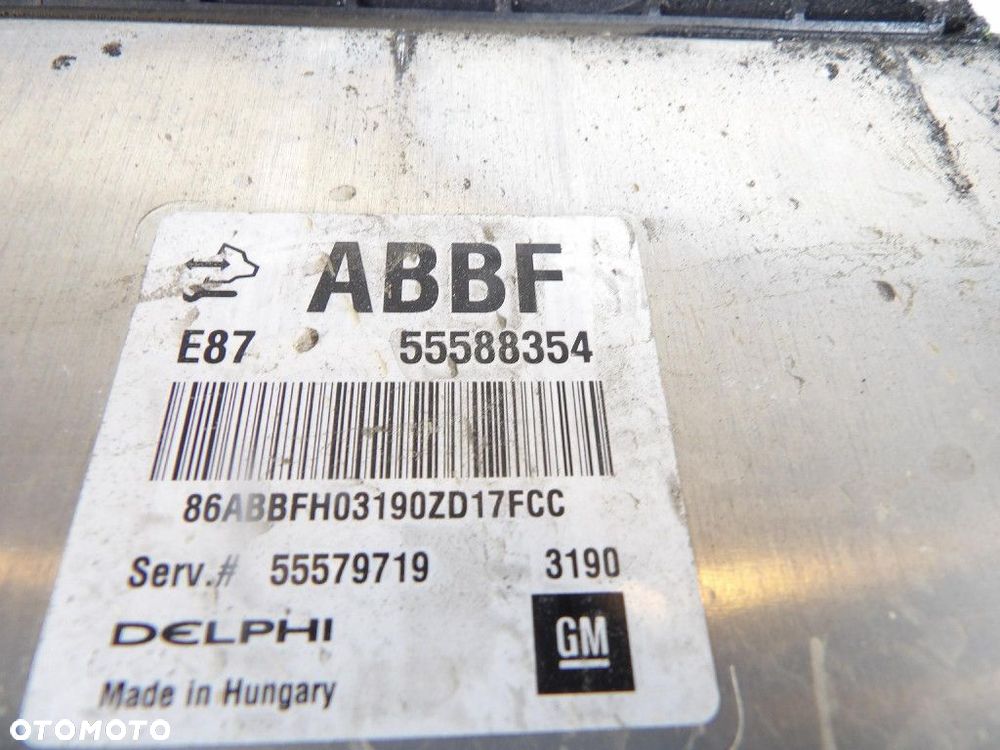 ABBF
E87 55588354
86ABBFH03190ZD17FCC
Serv.# 55579719 3190
DELPHI GM
Made in Hungary
OTOMOTO